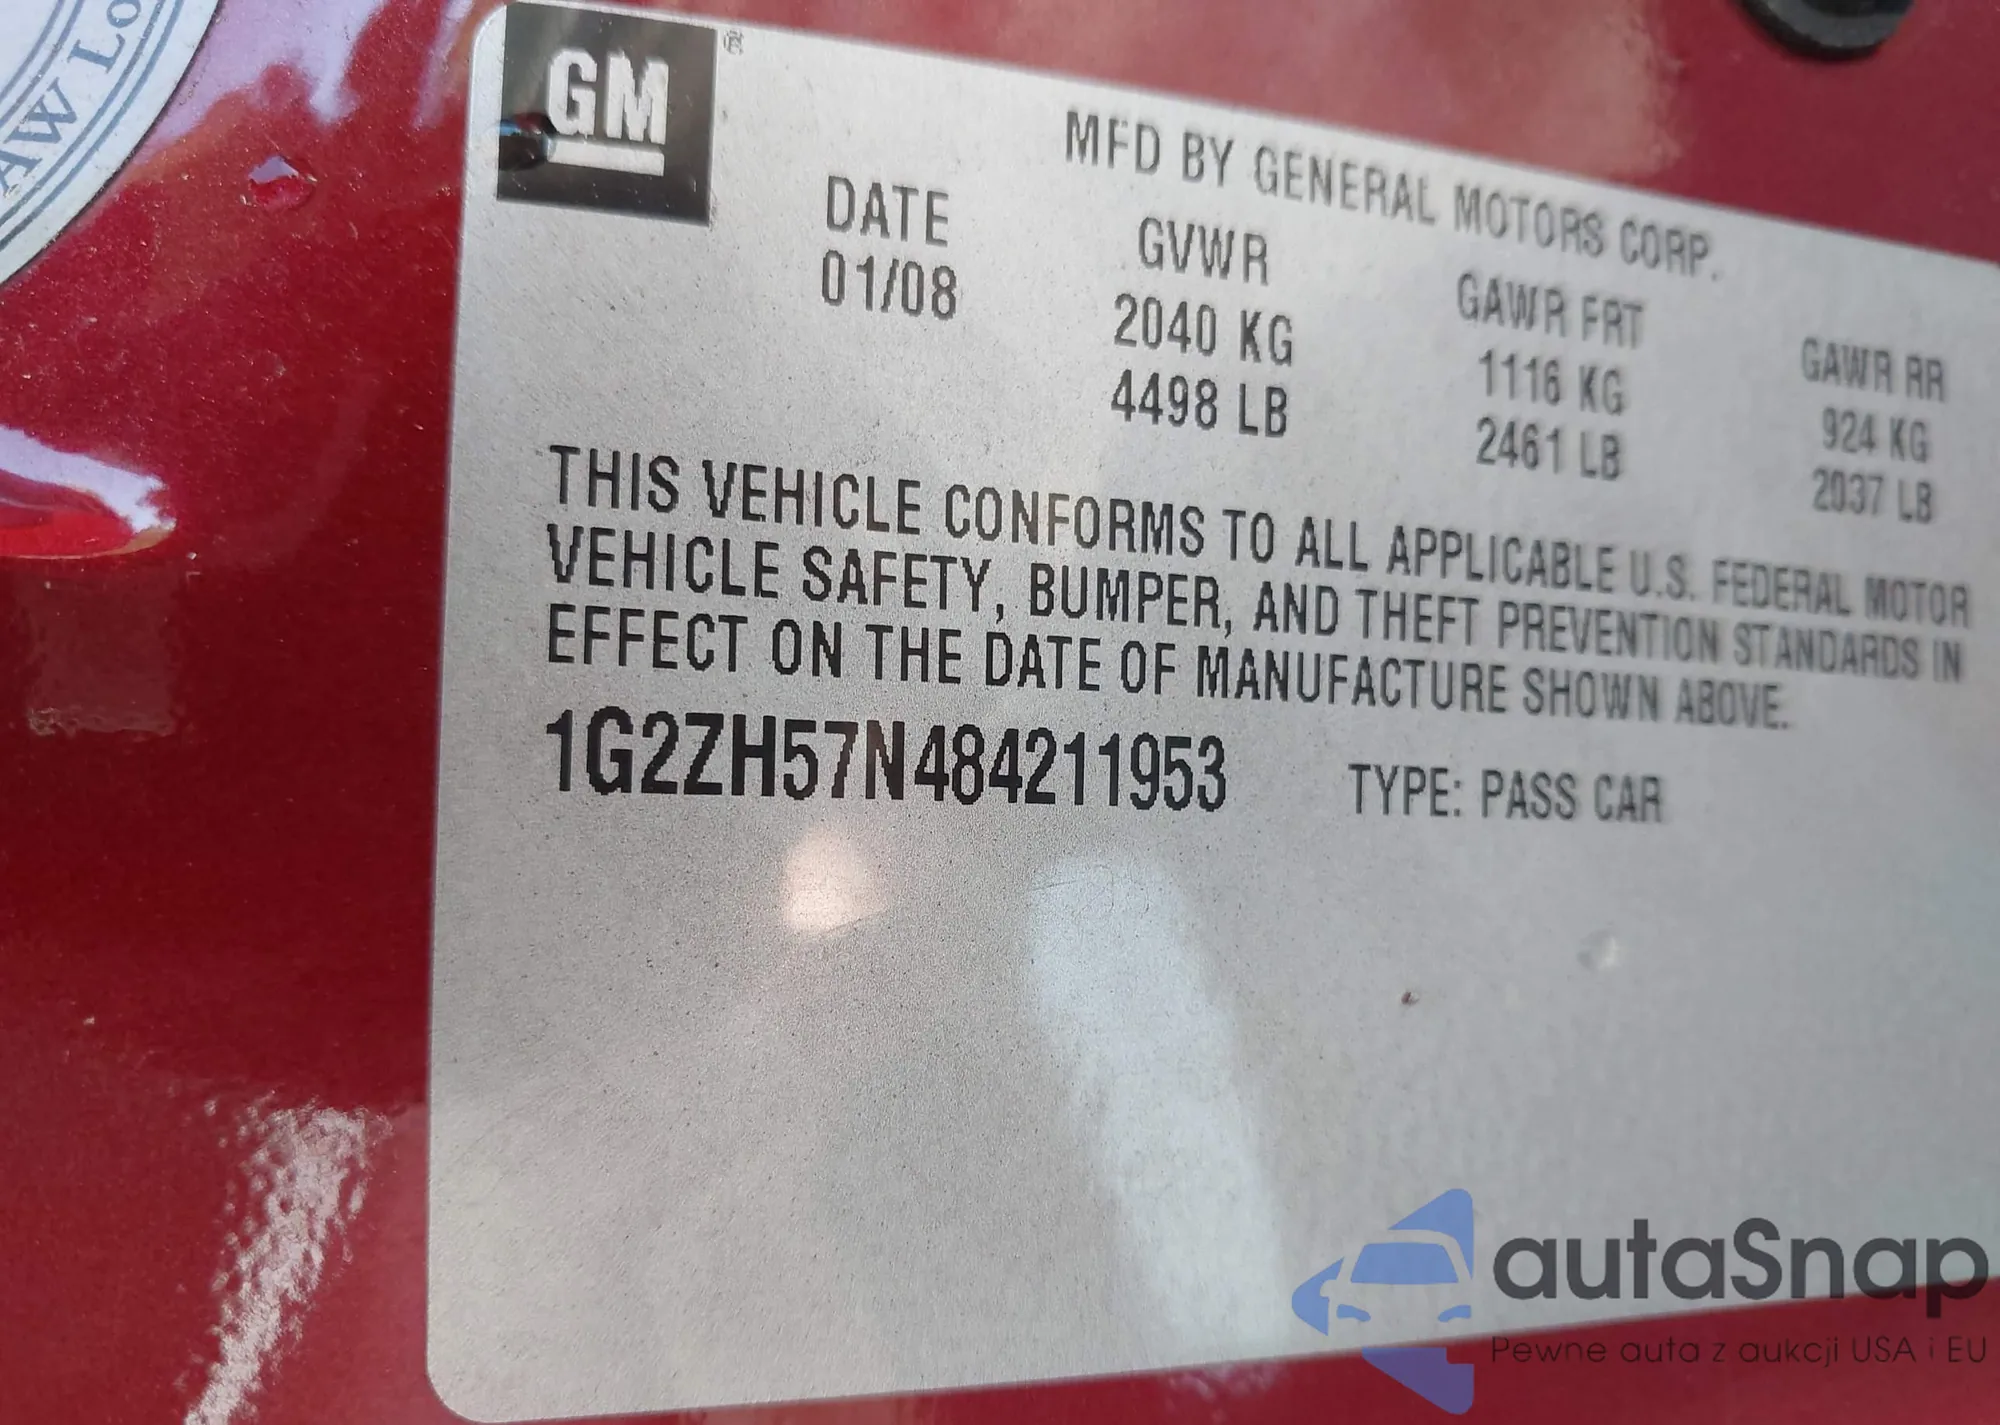 AW LO
GM
MFD BY GENERAL MOTORS CORP.
DATE GVWR GAWR FRT GAWR RR
01/08 2040 KG 1116 KG 924 KG
4498 LB 2461 LB 2037 LB
THIS VEHICLE CONFORMS TO ALL APPLICABLE U.S. FEDERAL MOTOR
VEHICLE SAFETY, BUMPER, AND THEFT PREVENTION STANDARDS IN
EFFECT ON THE DATE OF MANUFACTURE SHOWN ABOVE.
1G2ZH57N484211953 TYPE: PASS CAR
autaSnap
Pewne auta z aukcji USA i EU